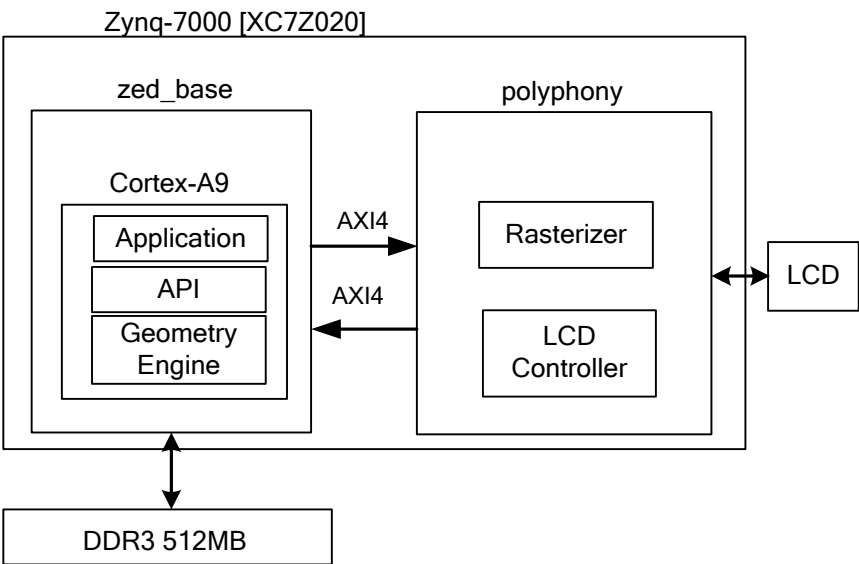 Zynq-7000 [XC7Z020]
zed_base
polyphony
Cortex-A9
Application
API
Geometry
Engine
AXI4
AXI4
Rasterizer
LCD
Controller
LCD
DDR3 512MB